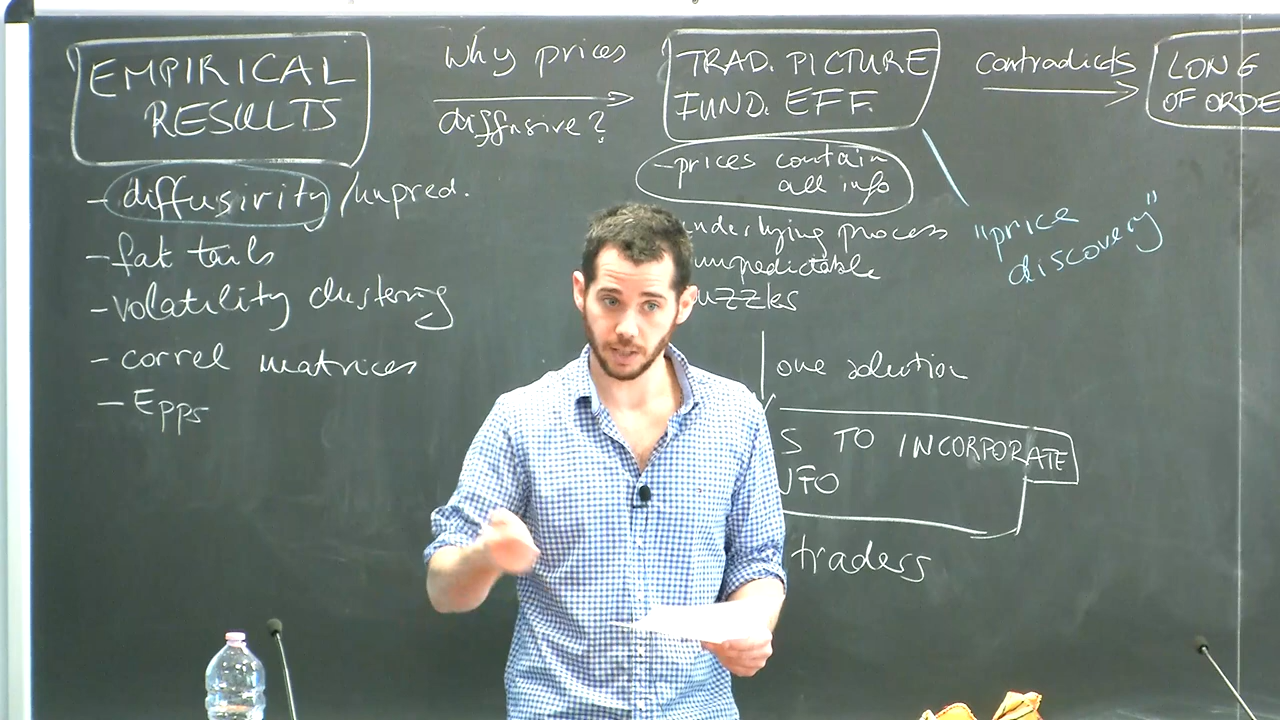 EMPIRICAL
RESULTS
- diffusivity/unpred.
- fat tails
- volatility clustering
- correl matrices
- Epps
Why prices
diffusive?
TRAD. PICTURE
FUND. EFF.
- prices contain
all info
underlying process
unpredictable
puzzles
"price
discovery"
contradicts
LONG
OF ORDE
one solution
S TO INCORPORATE
NFO
traders